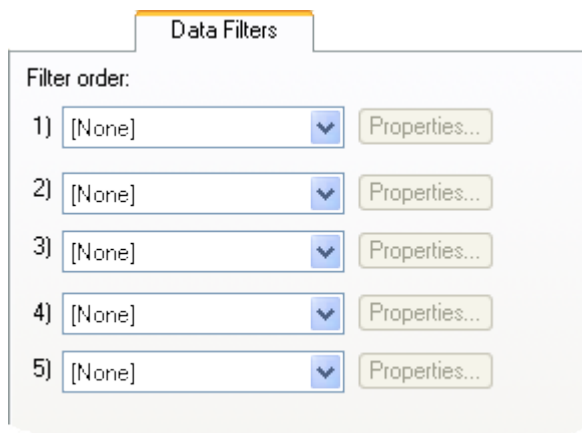 Data Filters
Filter order:
1) [None] Properties...
2) [None] Properties...
3) [None] Properties...
4) [None] Properties...
5) [None] Properties...